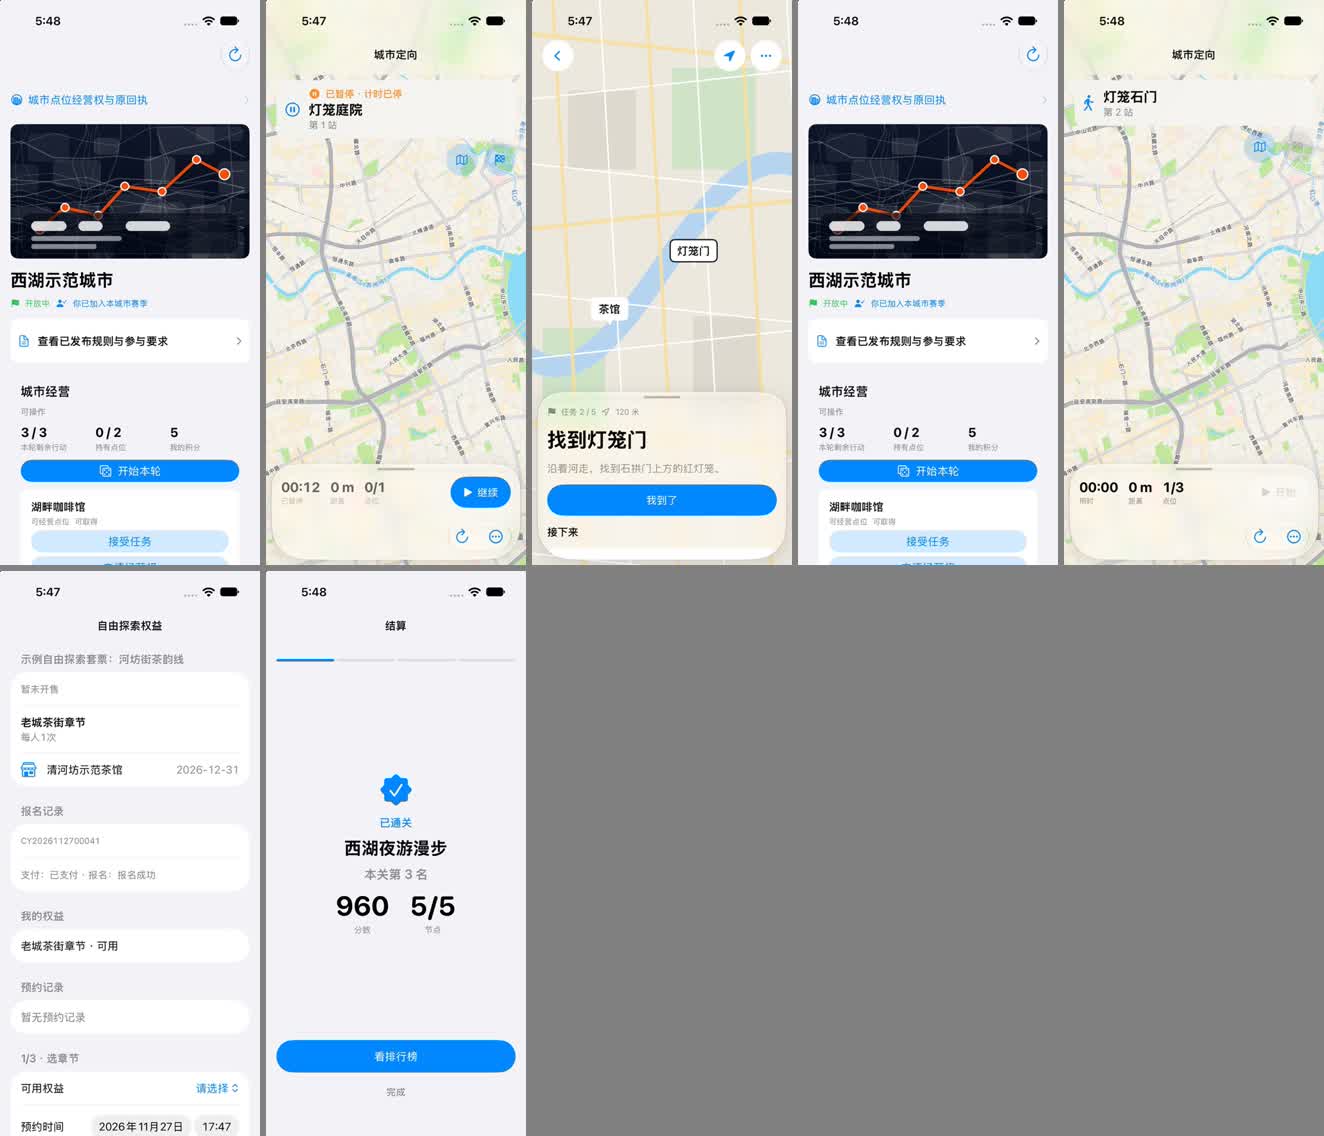 5:48
城市点位经营权与原回执
西湖示范城市
开放中 你已加入本城市赛季
查看已发布规则与参与要求
城市经营
可操作
3/3 0/2 5
本轮剩余行动 持有点位 我的积分
开始本轮
湖畔咖啡馆
可经营点位 可取得
接受任务
5:47
城市定向
已暂停 · 计时已停
灯笼庭院
第 1 站
00:12 0 m 0/1
已暂停 距离 点位
继续
5:47
灯笼门
茶馆
任务 2 / 5 120 米
找到灯笼门
沿着河走，找到石拱门上方的红灯笼。
我到了
接下来
5:48
城市点位经营权与原回执
西湖示范城市
开放中 你已加入本城市赛季
查看已发布规则与参与要求
城市经营
可操作
3/3 0/2 5
本轮剩余行动 持有点位 我的积分
开始本轮
湖畔咖啡馆
可经营点位 可取得
接受任务
5:48
城市定向
灯笼石门
第 2 站
00:00 0 m 1/3
用时 距离 点位
开始
5:47
自由探索权益
示例自由探索套票：河坊街茶韵线
暂未开售
老城茶街章节
每人1次
清河坊示范茶馆 2026-12-31
报名记录
CY2026112700041
支付：已支付 · 报名：报名成功
我的权益
老城茶街章节 · 可用
预约记录
暂无预约记录
1/3 · 选章节
可用权益 请选择
预约时间 2026年11月27日 17:47
5:48
结算
已通关
西湖夜游漫步
本关第 3 名
960 5/5
分数 节点
看排行榜
完成